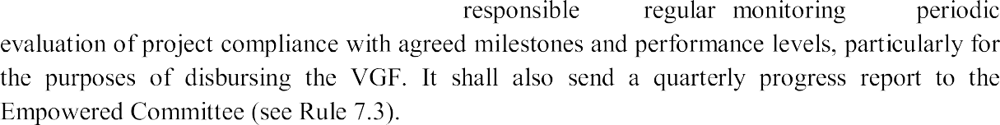 responsible regular monitoring periodic
evaluation of project compliance with agreed milestones and performance levels, particularly for
the purposes of disbursing the VGF. It shall also send a quarterly progress report to the
Empowered Committee (see Rule 7.3).